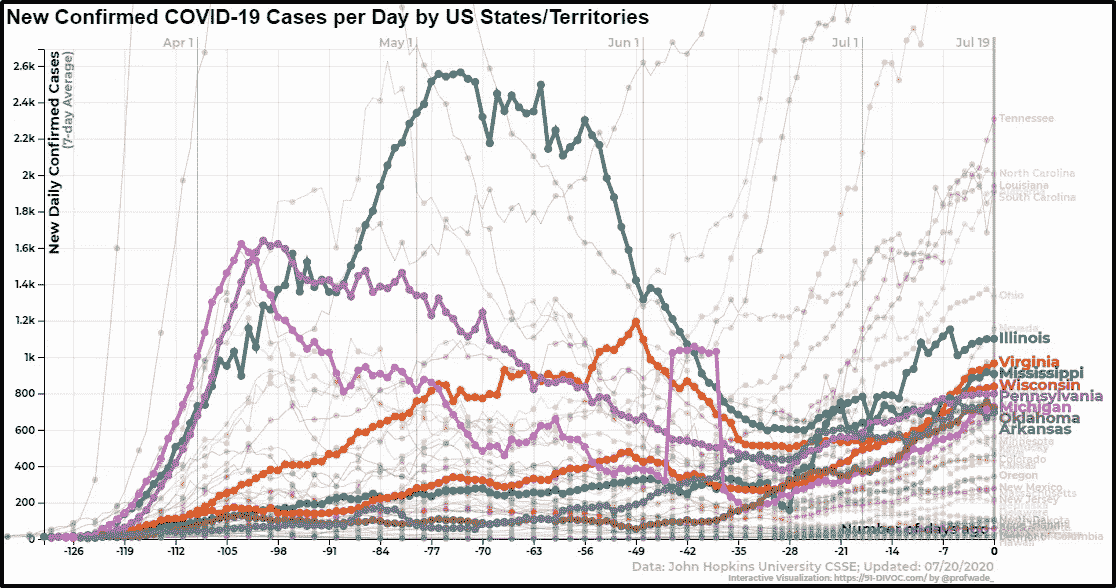 New Confirmed COVID-19 Cases per Day by US States/Territories
Apr 1
May 1
Jun 1
Jul 1
Jul 19
New Daily Confirmed Cases
(7-day Average)
2.6k
2.4k
2.2k
2k
1.8k
1.6k
1.4k
1.2k
1k
800
600
400
200
0
Tennessee
North Carolina
Louisiana
South Carolina
Ohio
Nevada
Illinois
Virginia
Mississippi
Wisconsin
Pennsylvania
Michigan
Oklahoma
Arkansas
Minnesota
Kansas
Oregon
New Mexico
Hawaii
Number of days ago
-126 -119 -112 -105 -98 -91 -84 -77 -70 -63 -56 -49 -42 -35 -28 -21 -14 -7 0
Data: John Hopkins University CSSE; Updated: 07/20/2020
Interactive Visualization: https://91-DIVOC.com/ by @profwade_